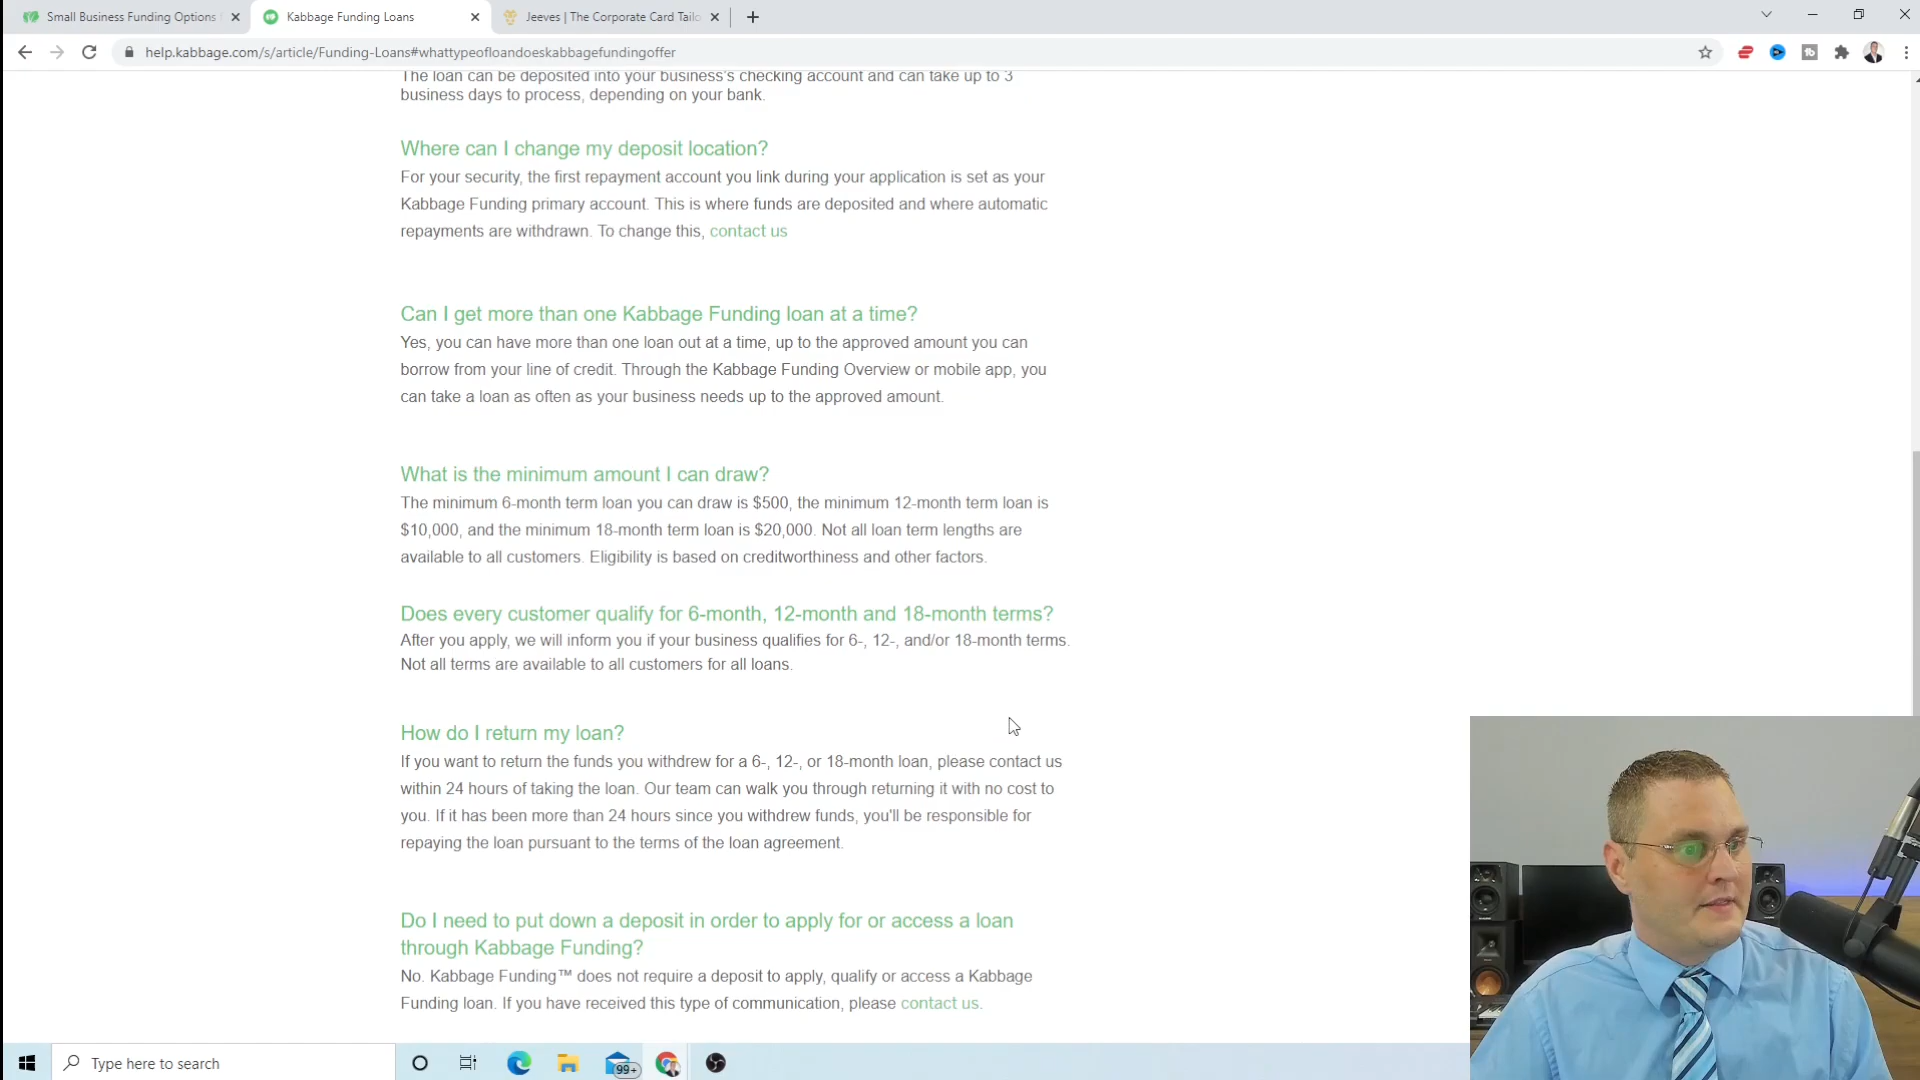 Small Business Funding Options
Kabbage Funding Loans
Jeeves | The Corporate Card Tailo
help.kabbage.com/s/article/Funding-Loans#whattypeofloandoeskabbagefundingoffer
The loan can be deposited into your business's checking account and can take up to 3
business days to process, depending on your bank.
Where can I change my deposit location?
For your security, the first repayment account you link during your application is set as your
Kabbage Funding primary account. This is where funds are deposited and where automatic
repayments are withdrawn. To change this, contact us
Can I get more than one Kabbage Funding loan at a time?
Yes, you can have more than one loan out at a time, up to the approved amount you can
borrow from your line of credit. Through the Kabbage Funding Overview or mobile app, you
can take a loan as often as your business needs up to the approved amount.
What is the minimum amount I can draw?
The minimum 6-month term loan you can draw is $500, the minimum 12-month term loan is
$10,000, and the minimum 18-month term loan is $20,000. Not all loan term lengths are
available to all customers. Eligibility is based on creditworthiness and other factors.
Does every customer qualify for 6-month, 12-month and 18-month terms?
After you apply, we will inform you if your business qualifies for 6-, 12-, and/or 18-month terms.
Not all terms are available to all customers for all loans.
How do I return my loan?
If you want to return the funds you withdrew for a 6-, 12-, or 18-month loan, please contact us
within 24 hours of taking the loan. Our team can walk you through returning it with no cost to
you. If it has been more than 24 hours since you withdrew funds, you'll be responsible for
repaying the loan pursuant to the terms of the loan agreement.
Do I need to put down a deposit in order to apply for or access a loan
through Kabbage Funding?
No. Kabbage Funding™ does not require a deposit to apply, qualify or access a Kabbage
Funding loan. If you have received this type of communication, please contact us.
Type here to search
99+